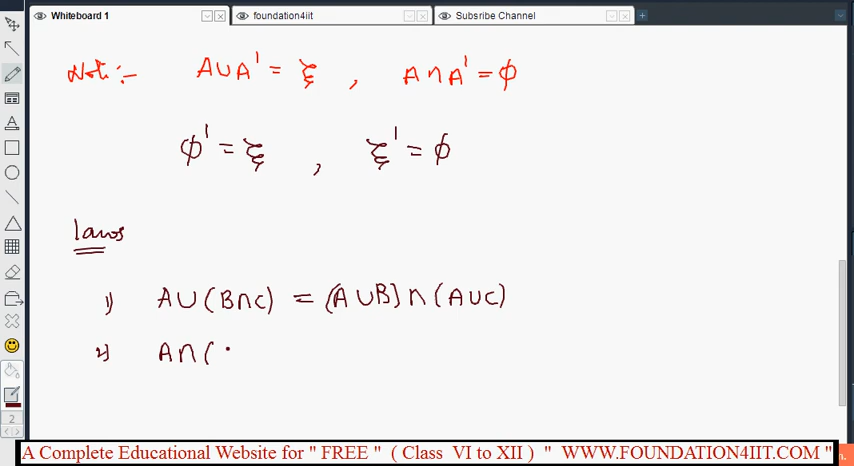 Whiteboard 1 foundation4iit Subsribe Channel
Note:- A∪A' = ξ , A∩A' = ϕ
ϕ' = ξ , ξ' = ϕ
laws
1) A∪(B∩C) = (A∪B)∩(A∪C)
2) A∩(
2
A Complete Educational Website for " FREE " ( Class VI to XII ) " WWW.FOUNDATION4IIT.COM "